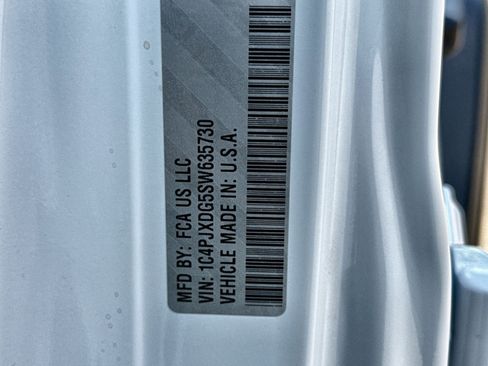 MFD BY: FCA US LLC
VIN: 1C4PJXDG5SW635730
VEHICLE MADE IN: U.S.A.